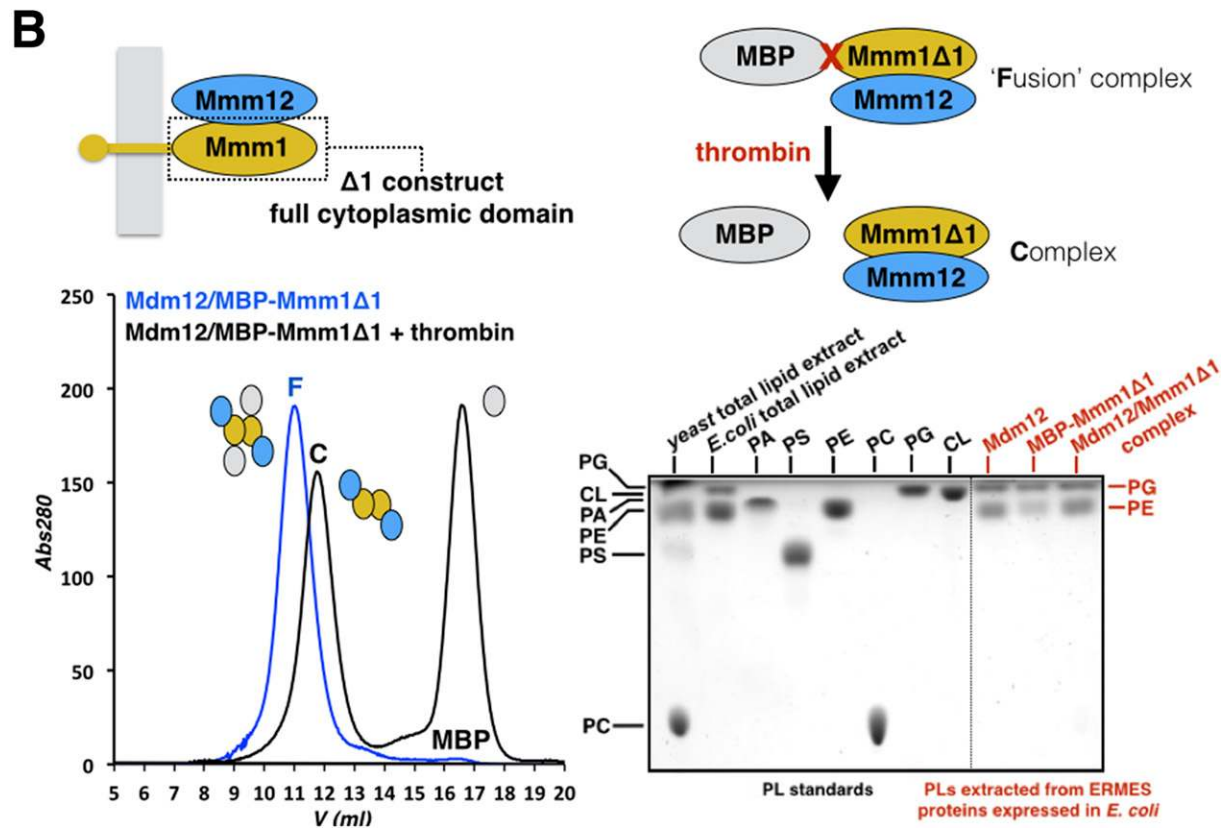 B
Mmm12
Mmm1
Δ1 construct
full cytoplasmic domain
MBP
X
Mmm1Δ1
Mmm12
'Fusion' complex
thrombin
MBP
Mmm1Δ1
Mmm12
Complex
Mdm12/MBP-Mmm1Δ1
Mdm12/MBP-Mmm1Δ1 + thrombin
250
200
150
100
50
0
Abs280
F
C
MBP
5 6 7 8 9 10 11 12 13 14 15 16 17 18 19 20
V (ml)
yeast total lipid extract
E.coli total lipid extract
PA
PS
PE
PC
PG
CL
Mdm12
MBP-Mmm1Δ1
Mdm12/Mmm1Δ1
complex
PG
CL
PA
PE
PS
PC
PG
PE
PL standards
PLs extracted from ERMES
proteins expressed in E. coli